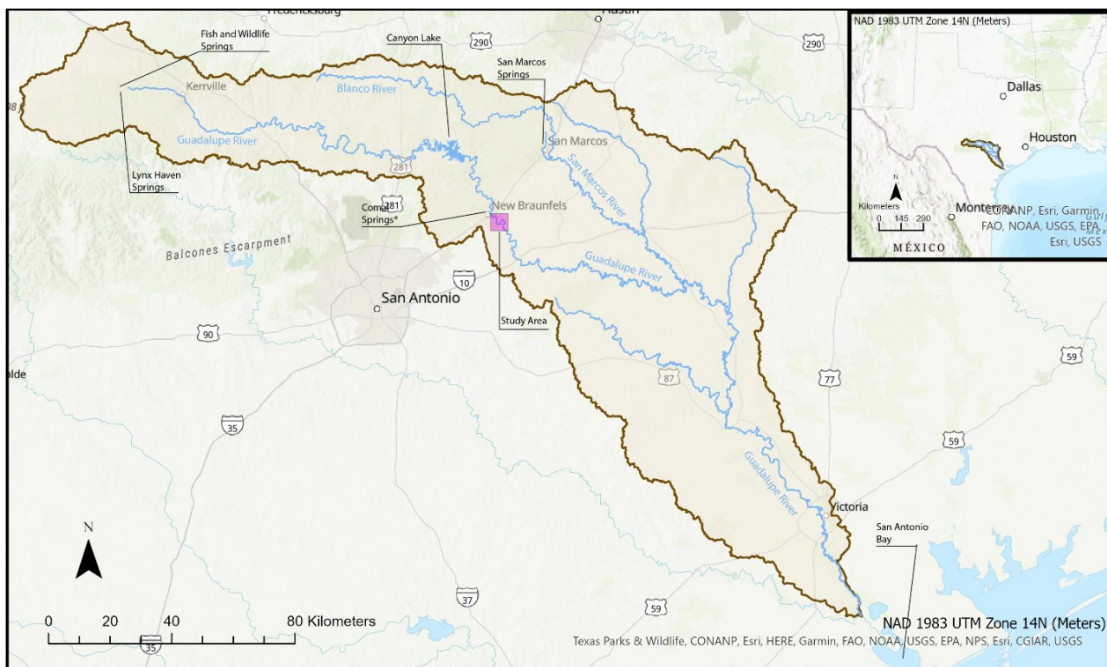 Fredericksburg
Austin
Fish and Wildlife
Springs
290
Canyon Lake
San Marcos
Springs
290
Kerrville
Blanco River
Guadalupe River
281
San Marcos
Lynx Haven
Springs
281
San Marcos River
Comal
Springs*
New Braunfels
Balcones Escarpment
Guadalupe River
10
San Antonio
Study Area
90
87
77
59
35
59
Guadalupe River
Victoria
San Antonio
Bay
N
37
59
0 20 40 80 Kilometers
35
NAD 1983 UTM Zone 14N (Meters)
Texas Parks & Wildlife, CONANP, Esri, HERE, Garmin, FAO, NOAA, USGS, EPA, NPS, Esri, CGIAR, USGS
NAD 1983 UTM Zone 14N (Meters)
Dallas
Houston
N
Kilometers
0 145 290
Monterrey
MÉXICO
CONANP, Esri, Garmin,
FAO, NOAA, USGS, EPA,
Esri, USGS